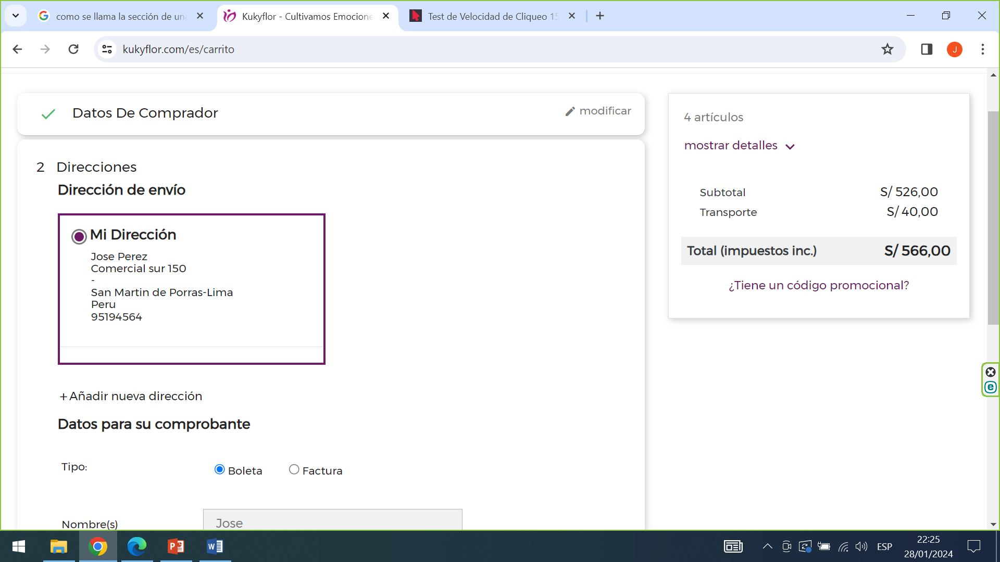 como se llama la sección de un
Kukyflor - Cultivamos Emocione
Test de Velocidad de Cliqueo 15
kukyflor.com/es/carrito
J
Datos De Comprador
modificar
2 Direcciones
Dirección de envío
Mi Dirección
Jose Perez
Comercial sur 150
-
San Martin de Porras-Lima
Peru
95194564
+ Añadir nueva dirección
Datos para su comprobante
Tipo:
Boleta
Factura
Nombre(s)
Jose
4 artículos
mostrar detalles
Subtotal S/ 526,00
Transporte S/ 40,00
Total (impuestos inc.) S/ 566,00
¿Tiene un código promocional?
e
P
W
ESP
22:25
28/01/2024